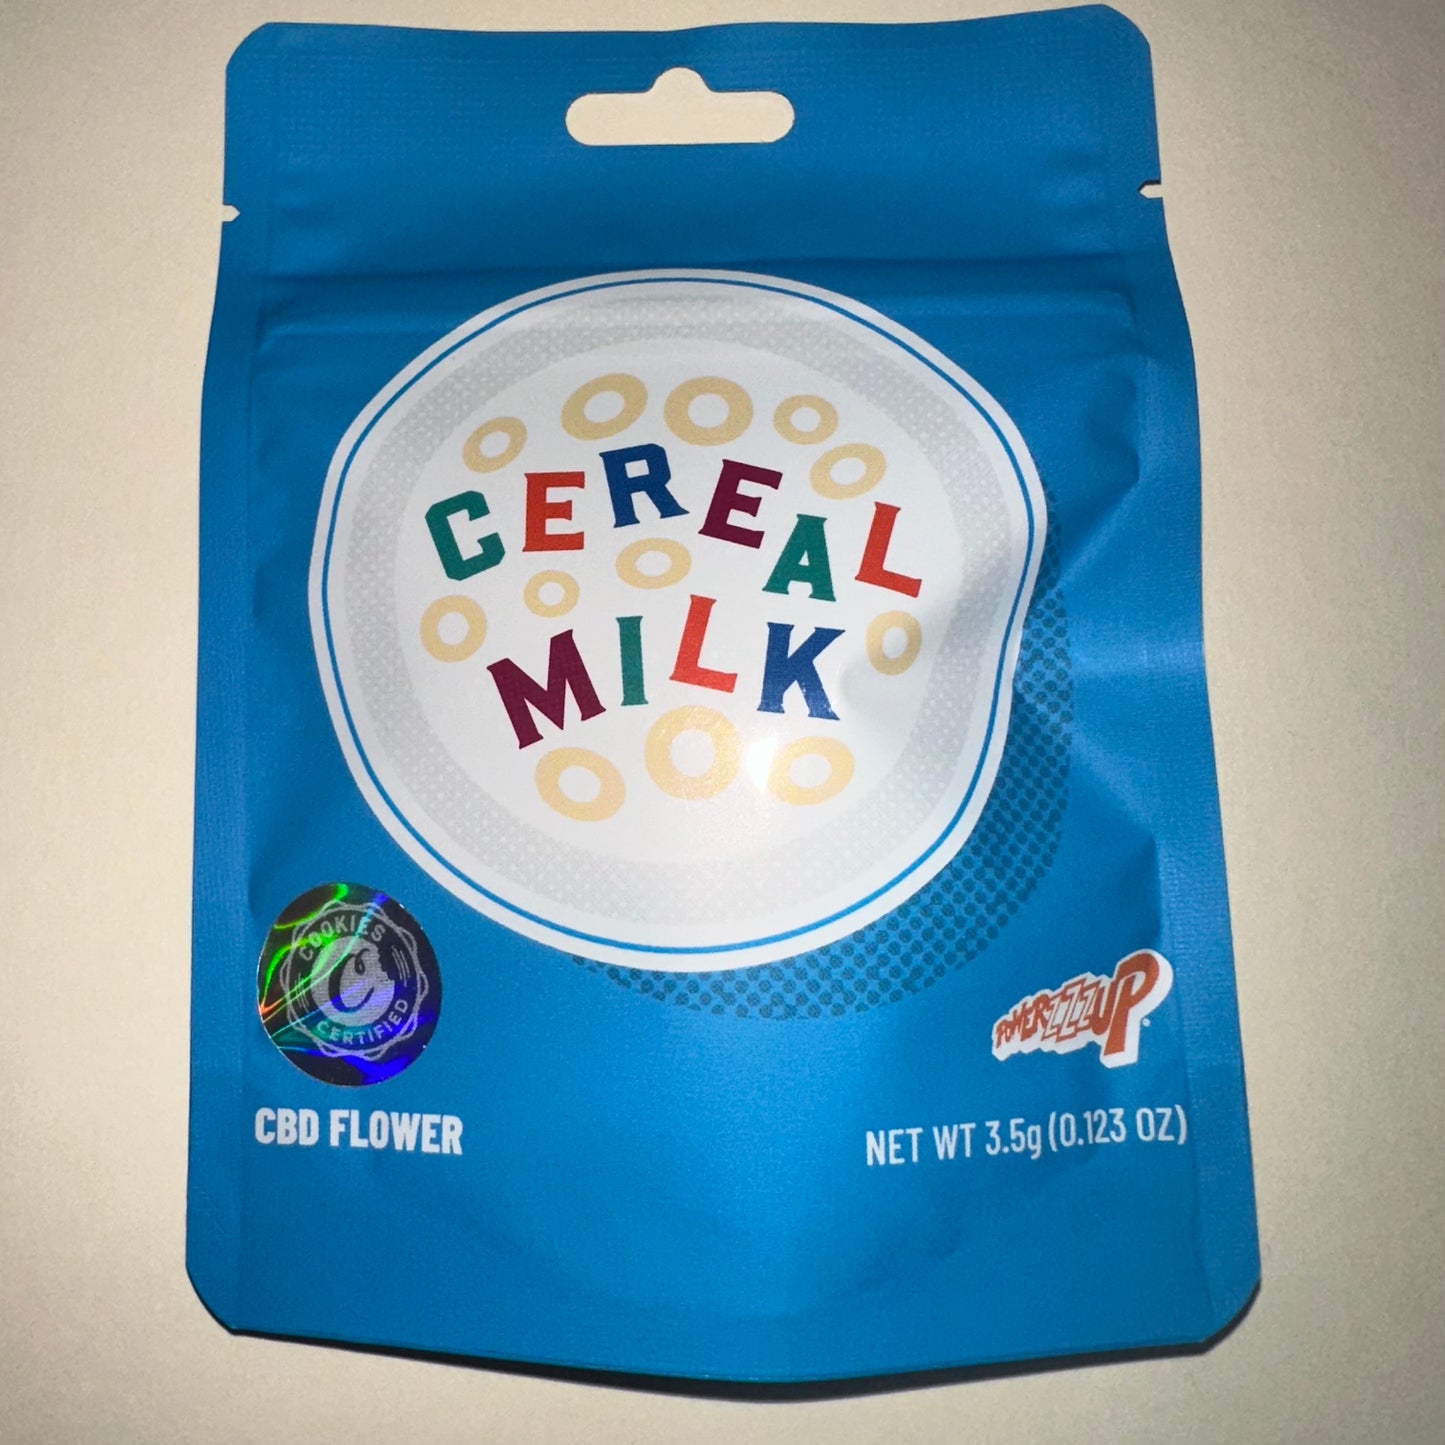 CEREAL
MILK
COOKIES
C
CERTIFIED
POWERZZZUP
CBD FLOWER
NET WT 3.5g (0.123 OZ)